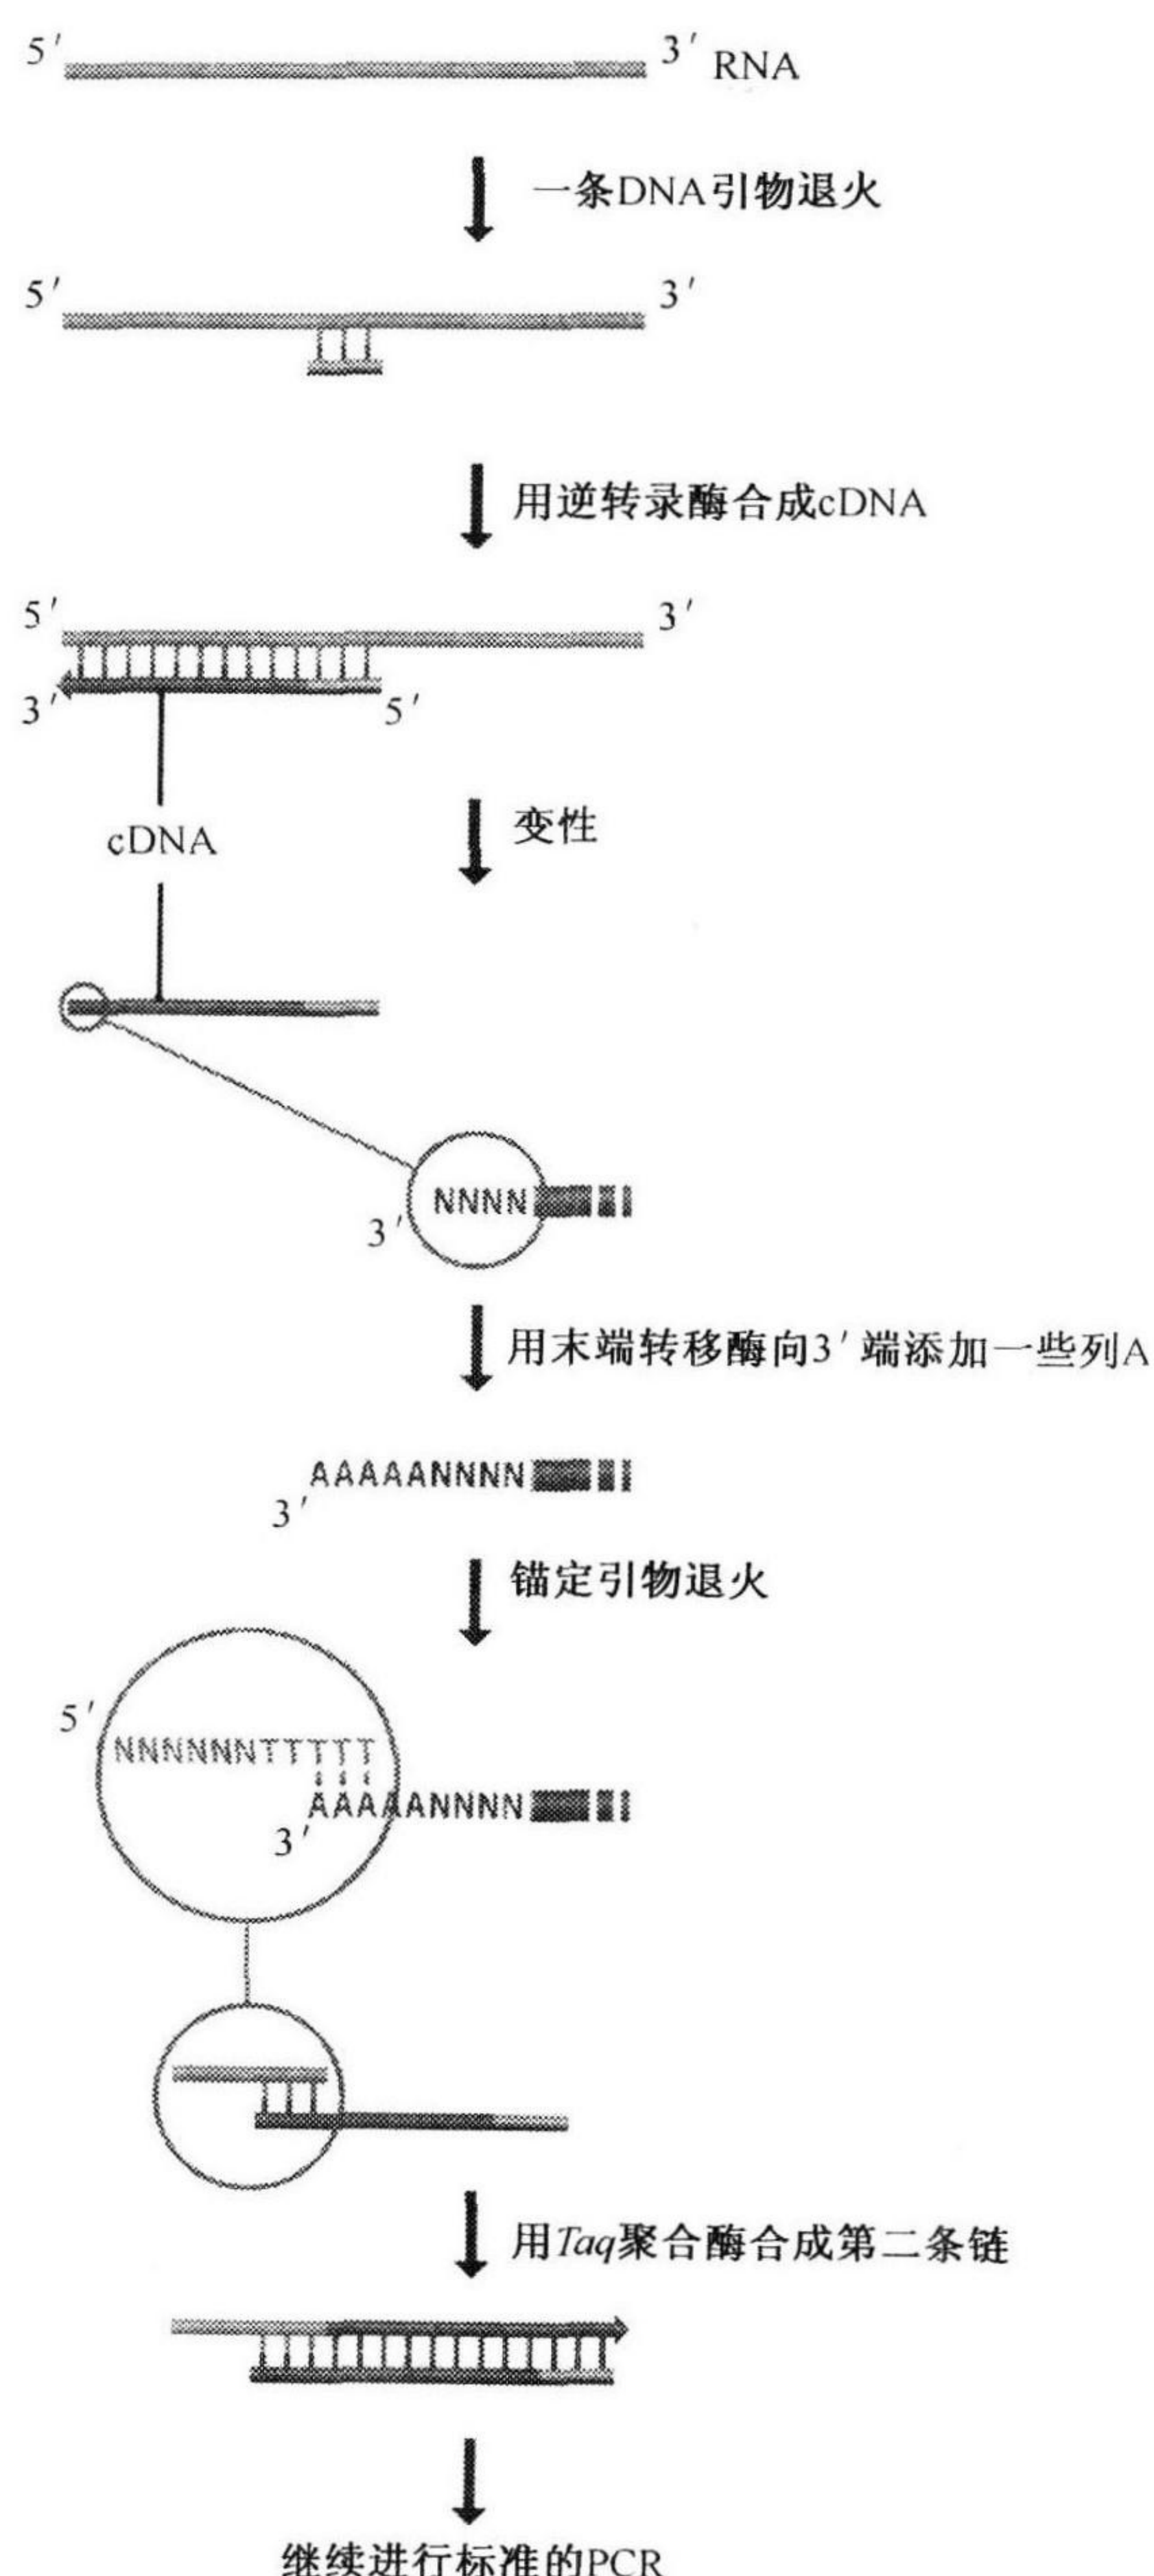 5′ 3′ RNA
一条DNA引物退火
5′ 3′
用逆转录酶合成cDNA
5′ 3′
3′ 5′
cDNA
变性
NNNN
3′
用末端转移酶向3′端添加一些列A
AAAAANNNN
3′
锚定引物退火
5′
NNNNNNTTTTT
AAAAANNNN
3′
用Taq聚合酶合成第二条链
继续进行标准的PCR